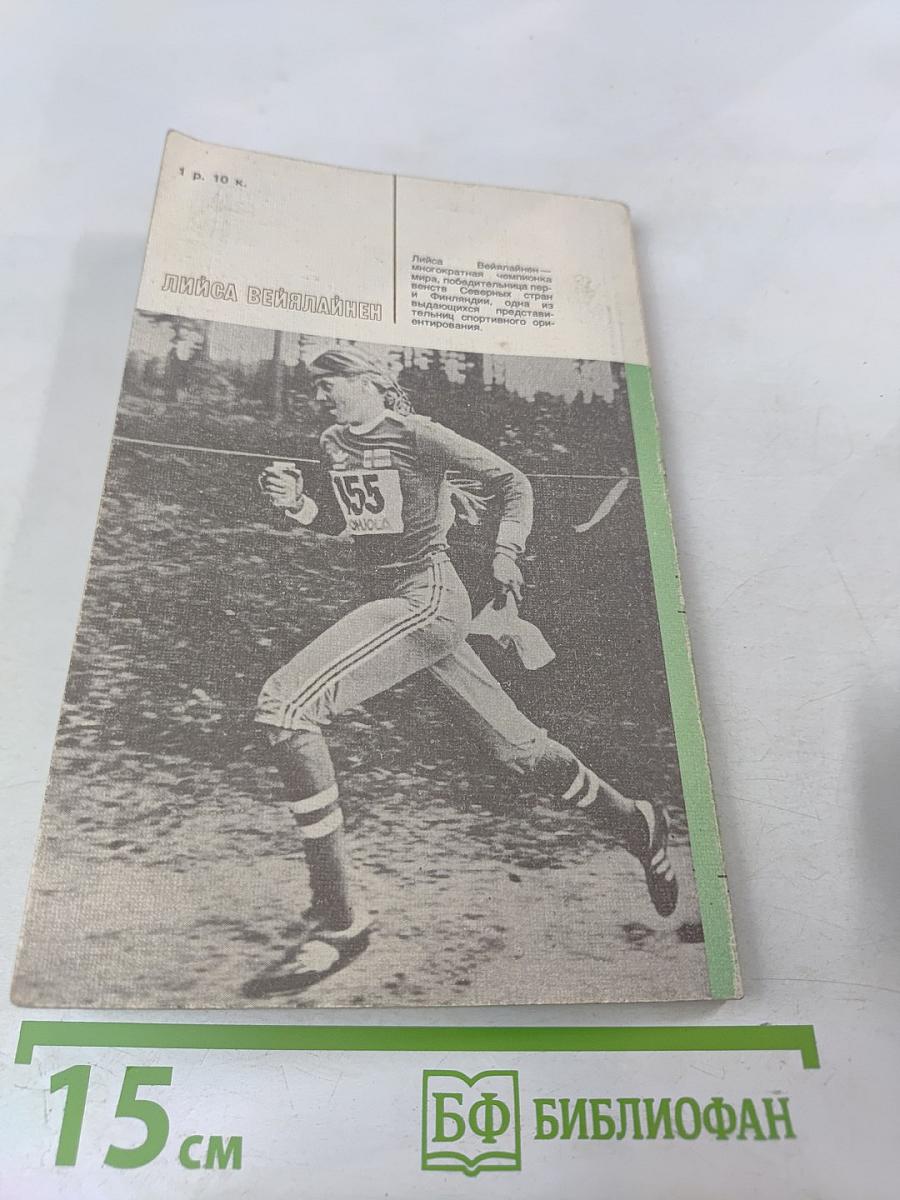 1 р. 10 к.
ЛИЙСА ВЕЙЯЛАЙНЕН
Лийса Вейялайнен—
многократная чемпионка
мира, победительница пер-
венств Северных стран
и Финляндии, одна из
выдающихся представи-
тельниц спортивного ори-
ентирования.
155
OHJOLA
15 см
БФ БИБЛИОФАН